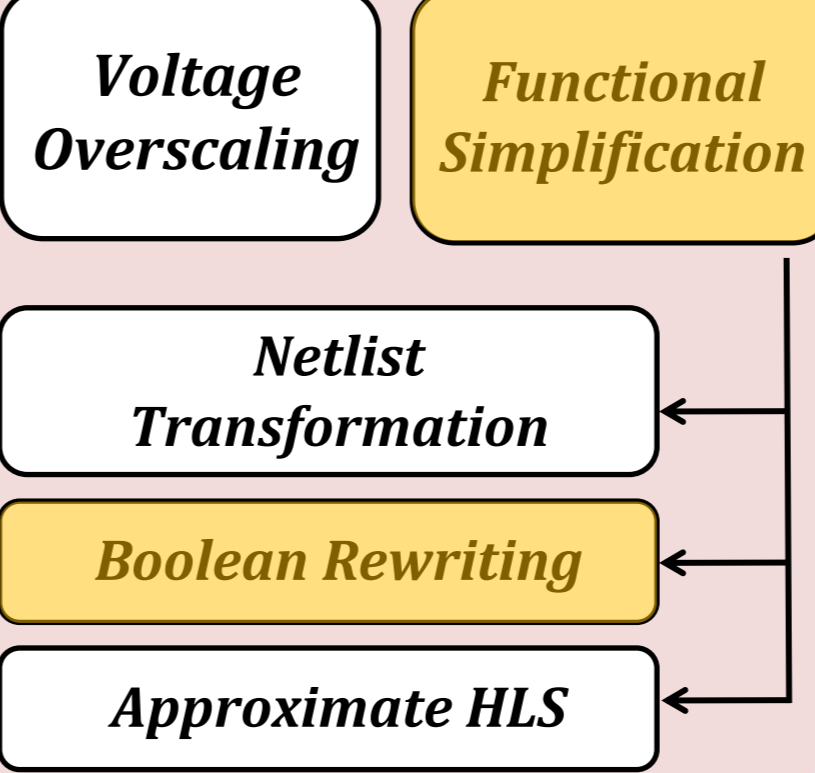 Voltage
Overscaling
Functional
Simplification
Netlist
Transformation
Boolean Rewriting
Approximate HLS